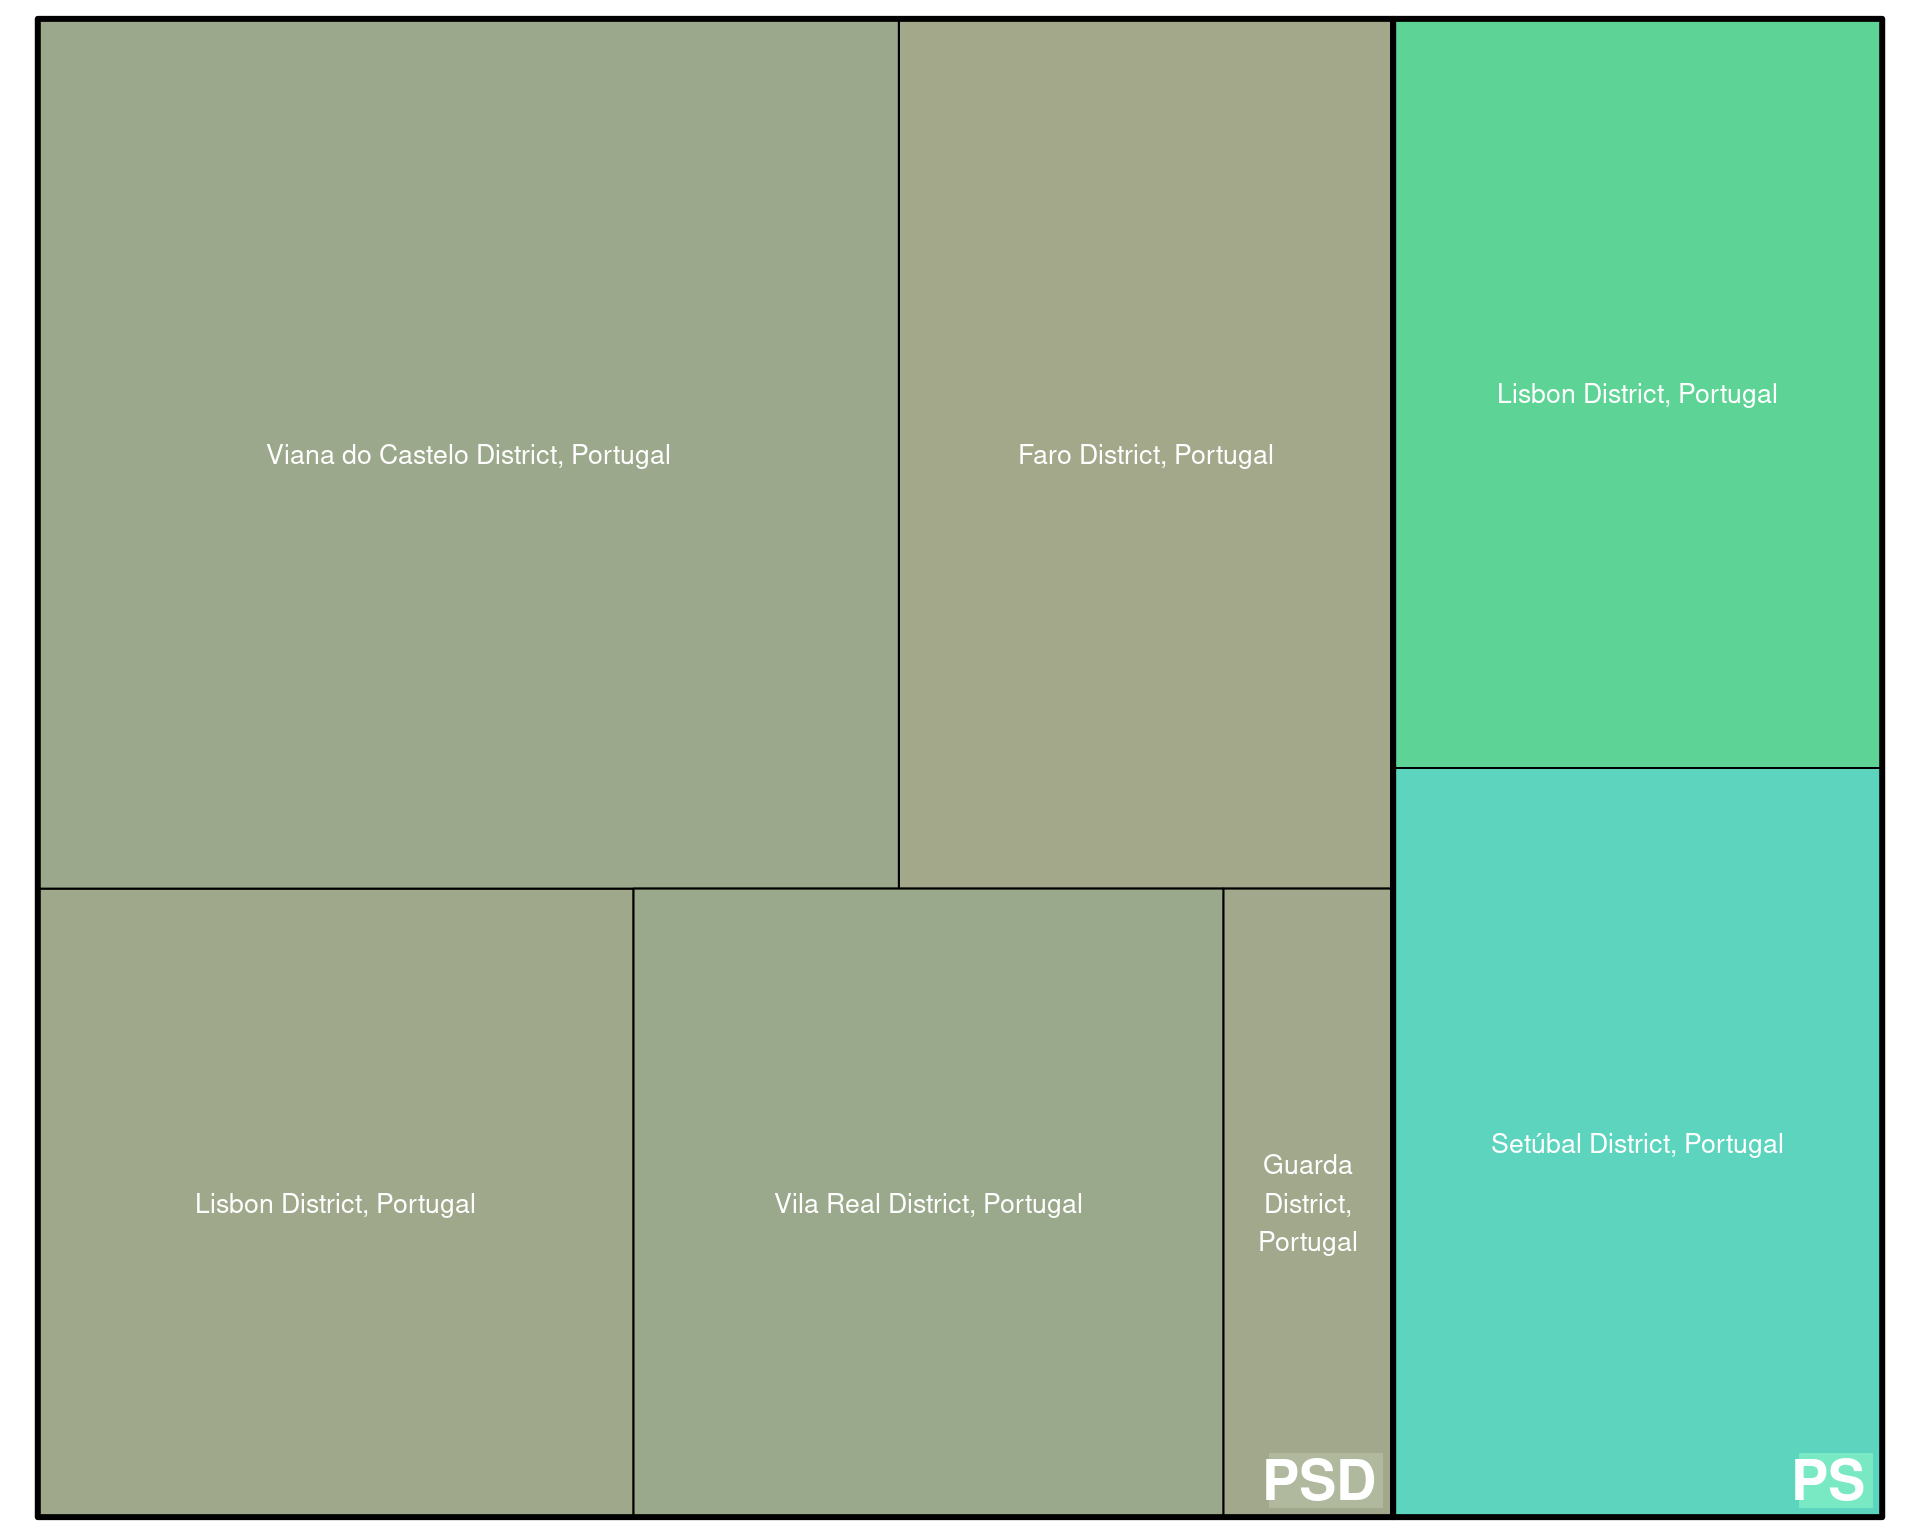 Viana do Castelo District, Portugal
Faro District, Portugal
Lisbon District, Portugal
Lisbon District, Portugal
Vila Real District, Portugal
Guarda
District,
Portugal
Setúbal District, Portugal
PSD
PS